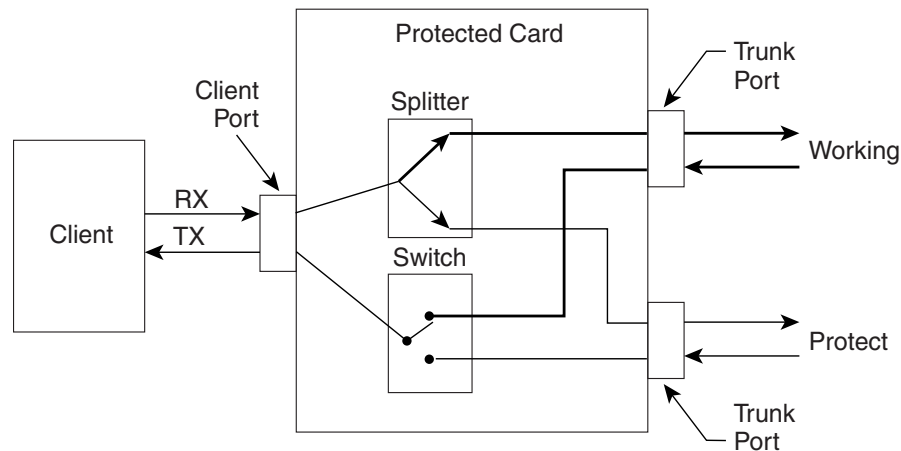 Protected Card
Trunk
Port
Client
Port
Splitter
Working
RX
Client
TX
Switch
Protect
Trunk
Port